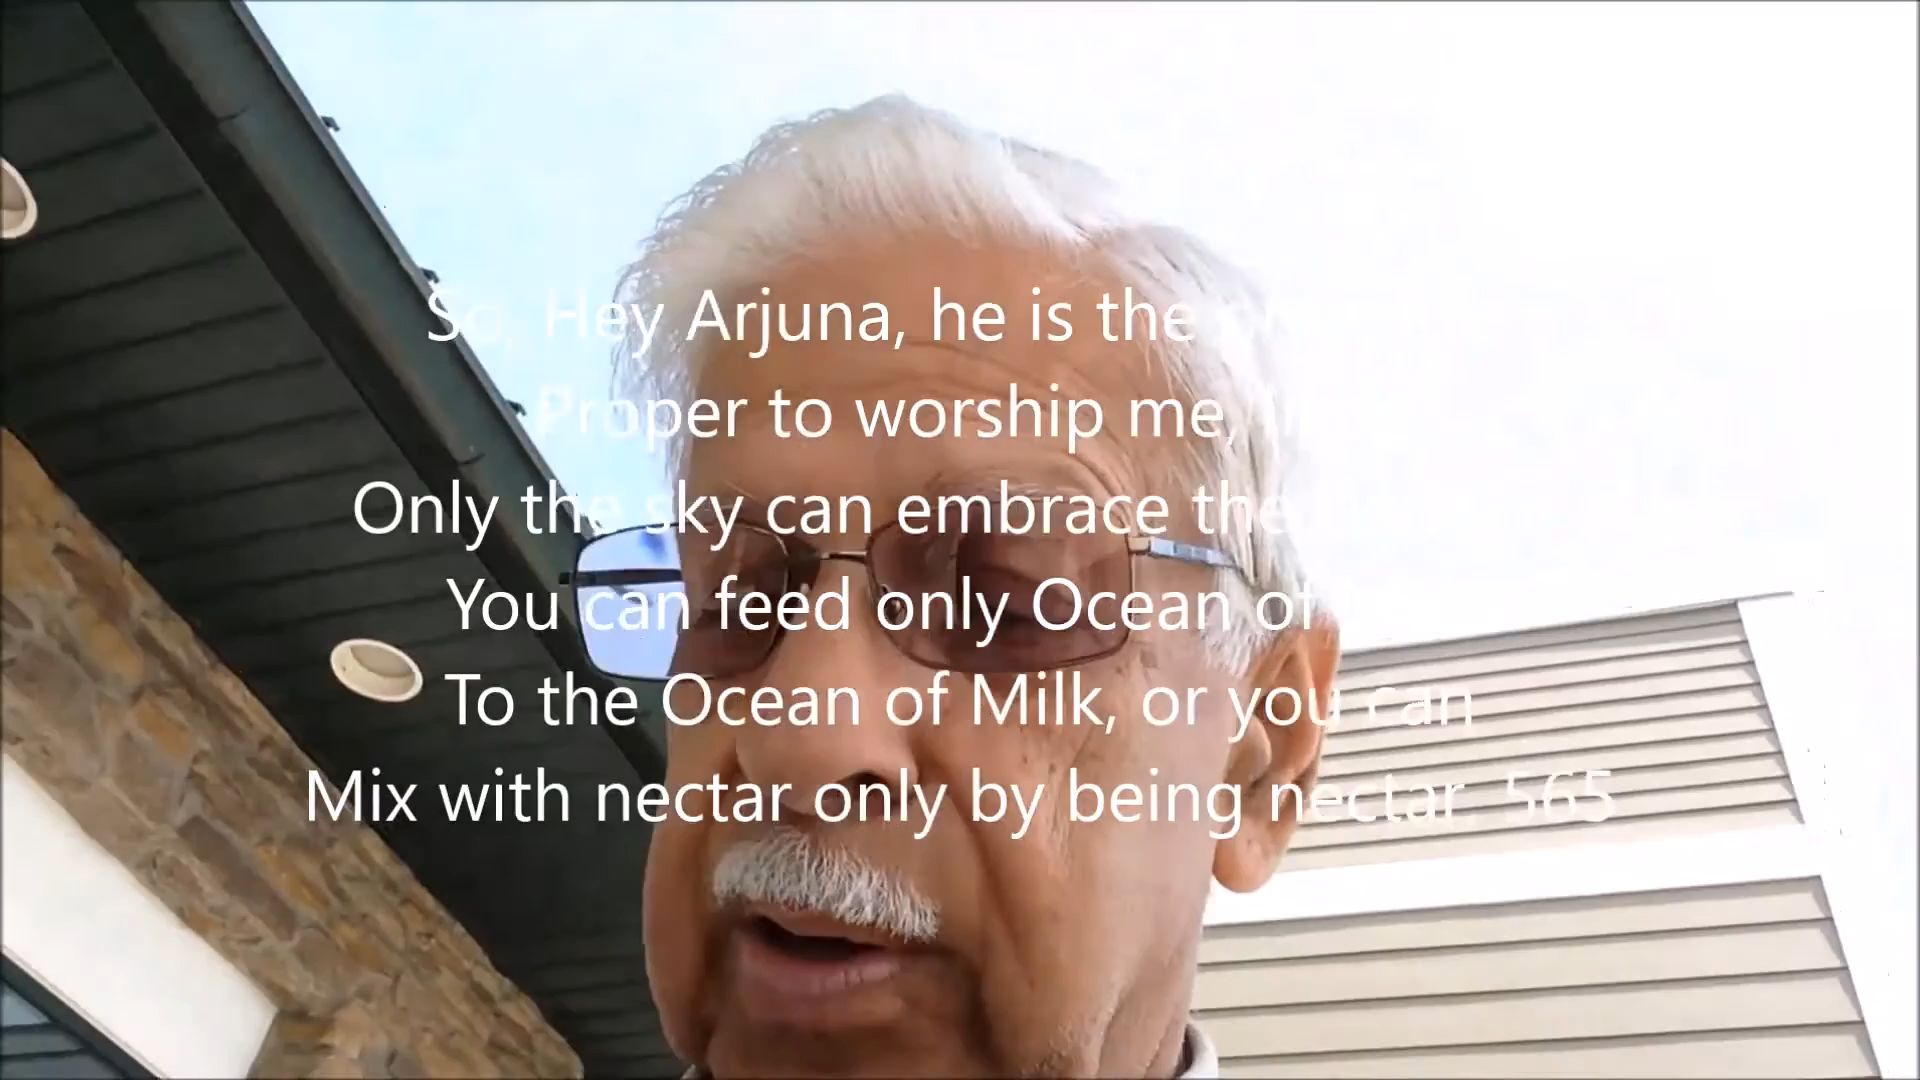 So, Hey Arjuna, he is the
Proper to worship me,
Only the sky can embrace the
You can feed only Ocean of
To the Ocean of Milk, or you can
Mix with nectar only by being nectar. 565